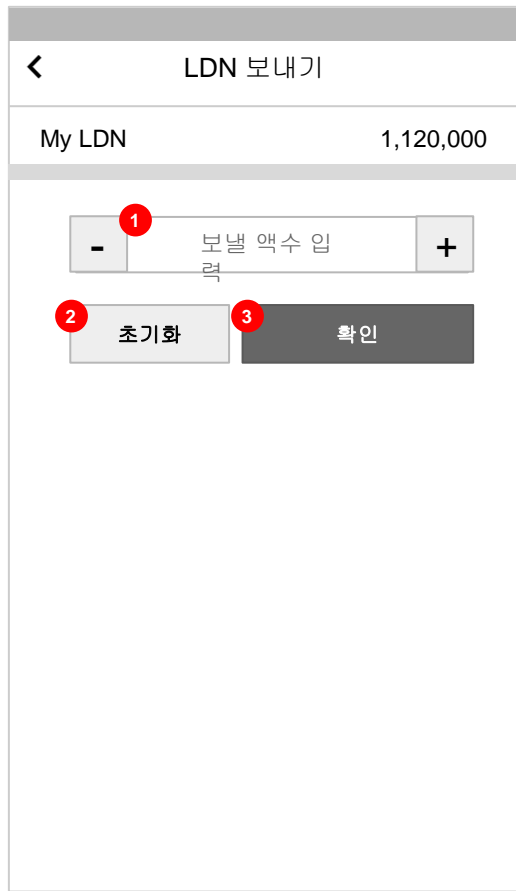 LDN 보내기
My LDN 1,120,000
1
- 보낼 액수 입 +
력
2 3
초기화 확인